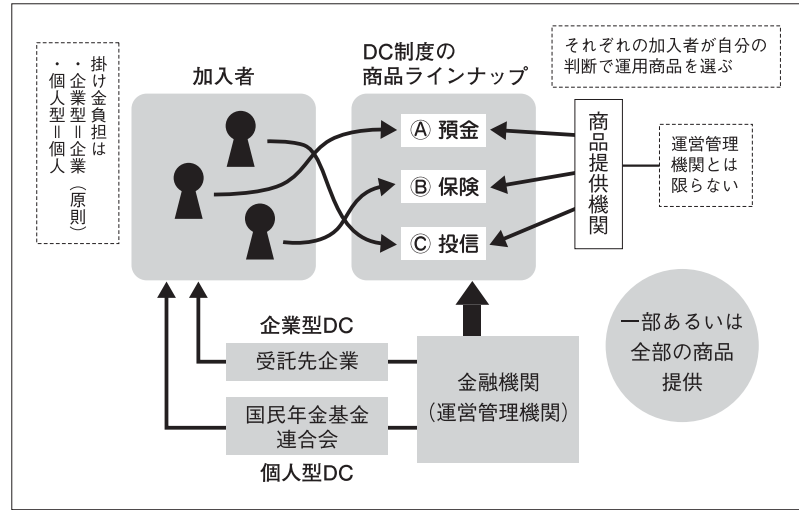 掛け金負担は
・企業型＝企業（原則）
・個人型＝個人
加入者
DC制度の
商品ラインナップ
それぞれの加入者が自分の
判断で運用商品を選ぶ
Ⓐ 預金
Ⓑ 保険
Ⓒ 投信
商品提供機関
運営管理
機関とは
限らない
企業型DC
受託先企業
国民年金基金
連合会
個人型DC
金融機関
（運営管理機関）
一部あるいは
全部の商品
提供